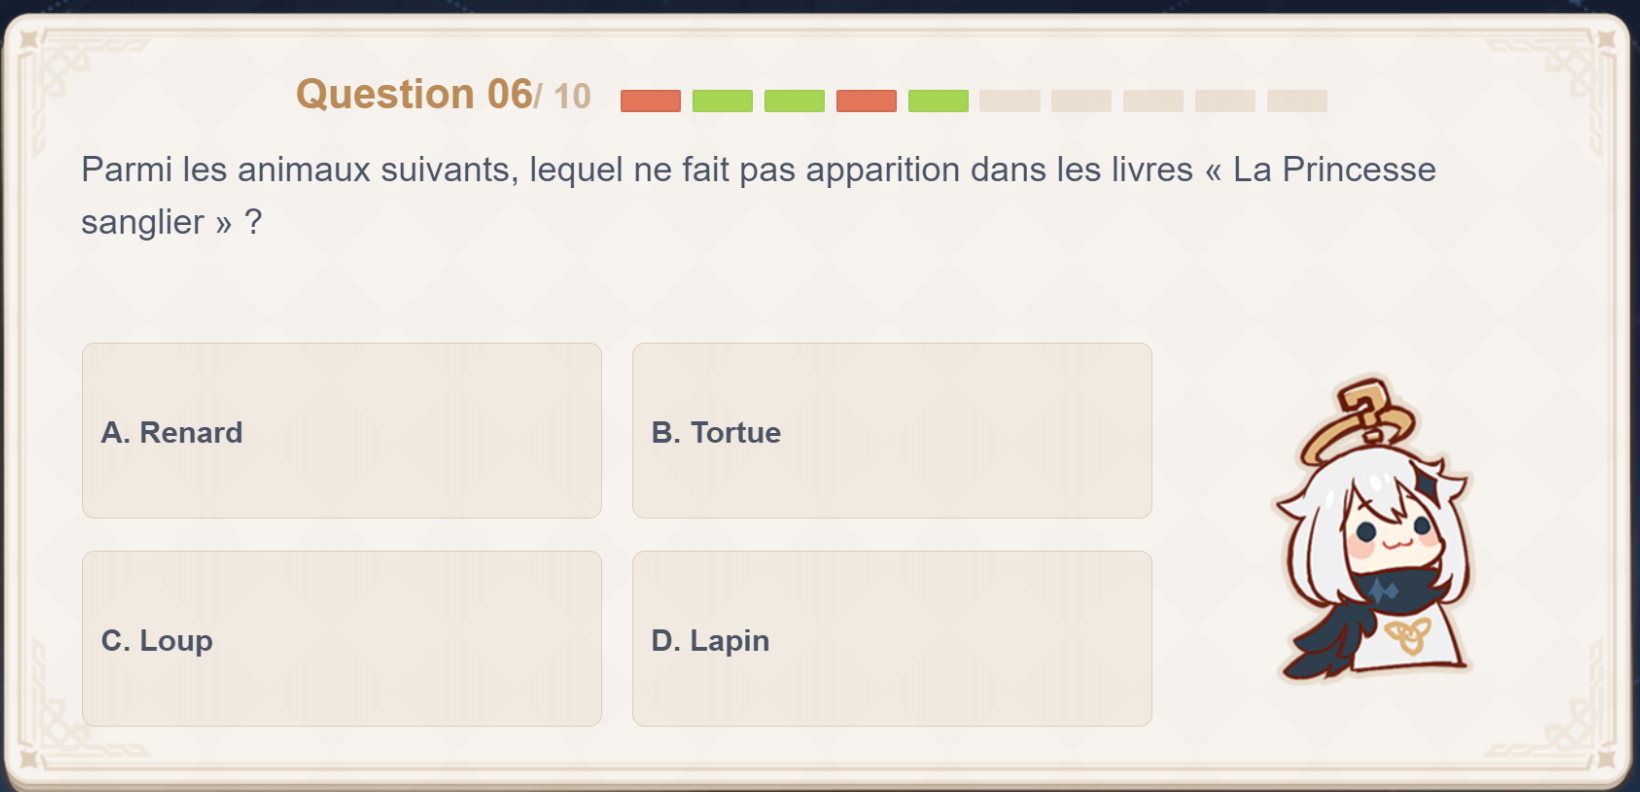 Question 06/ 10
Parmi les animaux suivants, lequel ne fait pas apparition dans les livres « La Princesse
sanglier » ?
A. Renard
B. Tortue
C. Loup
D. Lapin